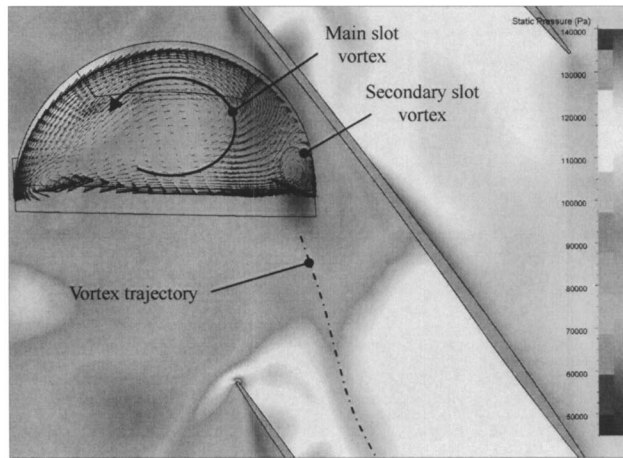 Static Pressure (Pa)
140000
Main slot
vortex
130000
Secondary slot
vortex
120000
110000
100000
90000
Vortex trajectory
80000
70000
60000
50000